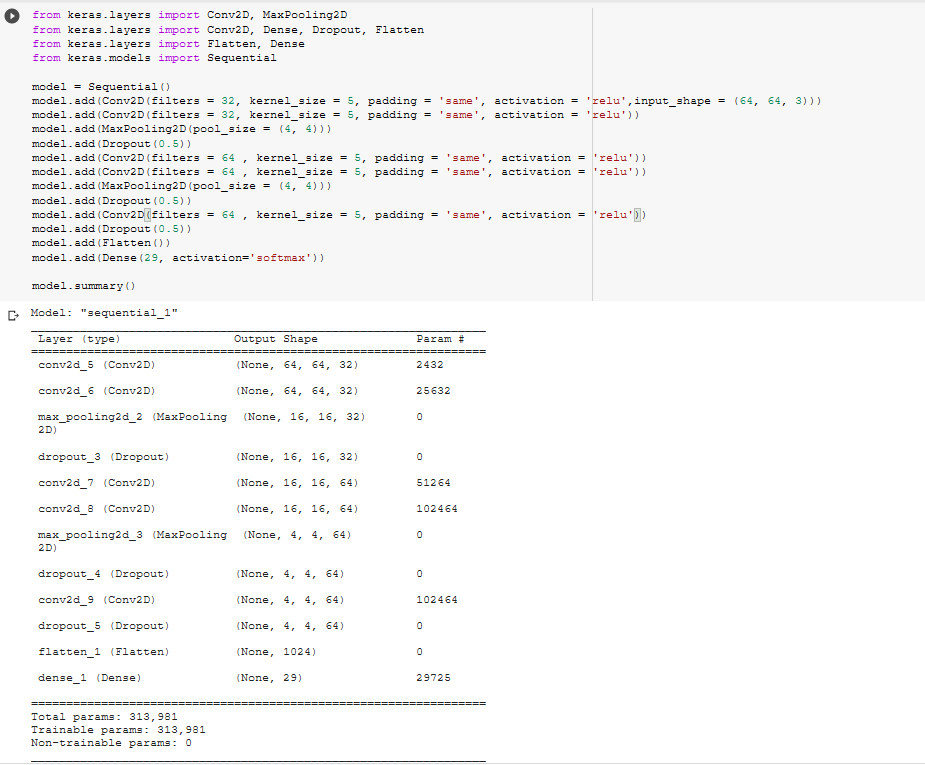 from keras.layers import Conv2D, MaxPooling2D
from keras.layers import Conv2D, Dense, Dropout, Flatten
from keras.layers import Flatten, Dense
from keras.models import Sequential
model = Sequential()
model.add(Conv2D(filters = 32, kernel_size = 5, padding = 'same', activation = 'relu',input_shape = (64, 64, 3)))
model.add(Conv2D(filters = 32, kernel_size = 5, padding = 'same', activation = 'relu'))
model.add(MaxPooling2D(pool_size = (4, 4)))
model.add(Dropout(0.5))
model.add(Conv2D(filters = 64 , kernel_size = 5, padding = 'same', activation = 'relu'))
model.add(Conv2D(filters = 64 , kernel_size = 5, padding = 'same', activation = 'relu'))
model.add(MaxPooling2D(pool_size = (4, 4)))
model.add(Dropout(0.5))
model.add(Conv2D(filters = 64 , kernel_size = 5, padding = 'same', activation = 'relu'))
model.add(Dropout(0.5))
model.add(Flatten())
model.add(Dense(29, activation='softmax'))
model.summary()
Model: "sequential_1"
Layer (type) Output Shape Param #
conv2d_5 (Conv2D) (None, 64, 64, 32) 2432
conv2d_6 (Conv2D) (None, 64, 64, 32) 25632
max_pooling2d_2 (MaxPooling (None, 16, 16, 32) 0
2D)
dropout_3 (Dropout) (None, 16, 16, 32) 0
conv2d_7 (Conv2D) (None, 16, 16, 64) 51264
conv2d_8 (Conv2D) (None, 16, 16, 64) 102464
max_pooling2d_3 (MaxPooling (None, 4, 4, 64) 0
2D)
dropout_4 (Dropout) (None, 4, 4, 64) 0
conv2d_9 (Conv2D) (None, 4, 4, 64) 102464
dropout_5 (Dropout) (None, 4, 4, 64) 0
flatten_1 (Flatten) (None, 1024) 0
dense_1 (Dense) (None, 29) 29725
Total params: 313,981
Trainable params: 313,981
Non-trainable params: 0